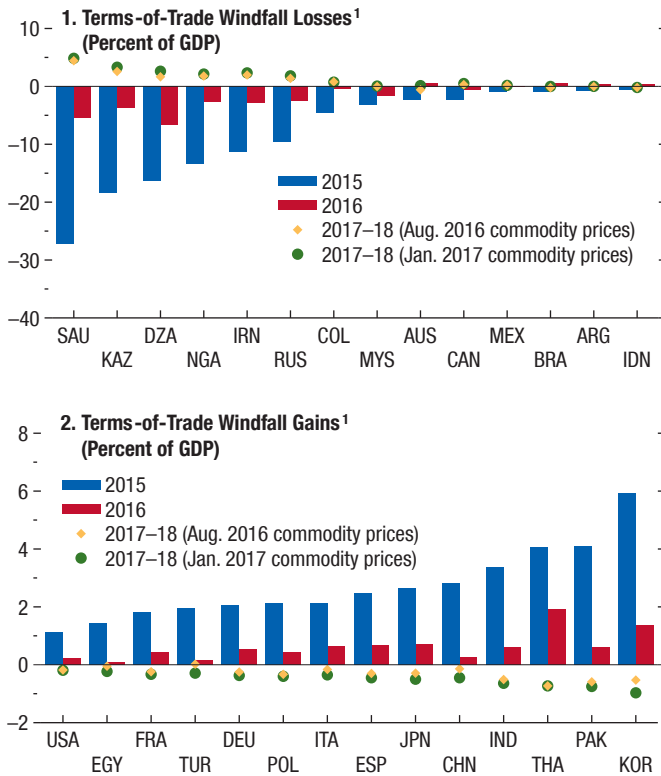 1. Terms-of-Trade Windfall Losses¹
(Percent of GDP)
10
0
–10
–20
–30
–40
2015
2016
2017–18 (Aug. 2016 commodity prices)
2017–18 (Jan. 2017 commodity prices)
SAU DZA IRN COL AUS MEX ARG
KAZ NGA RUS MYS CAN BRA IDN
2. Terms-of-Trade Windfall Gains¹
(Percent of GDP)
8
6
4
2
0
–2
2015
2016
2017–18 (Aug. 2016 commodity prices)
2017–18 (Jan. 2017 commodity prices)
USA FRA DEU ITA JPN IND PAK
EGY TUR POL ESP CHN THA KOR